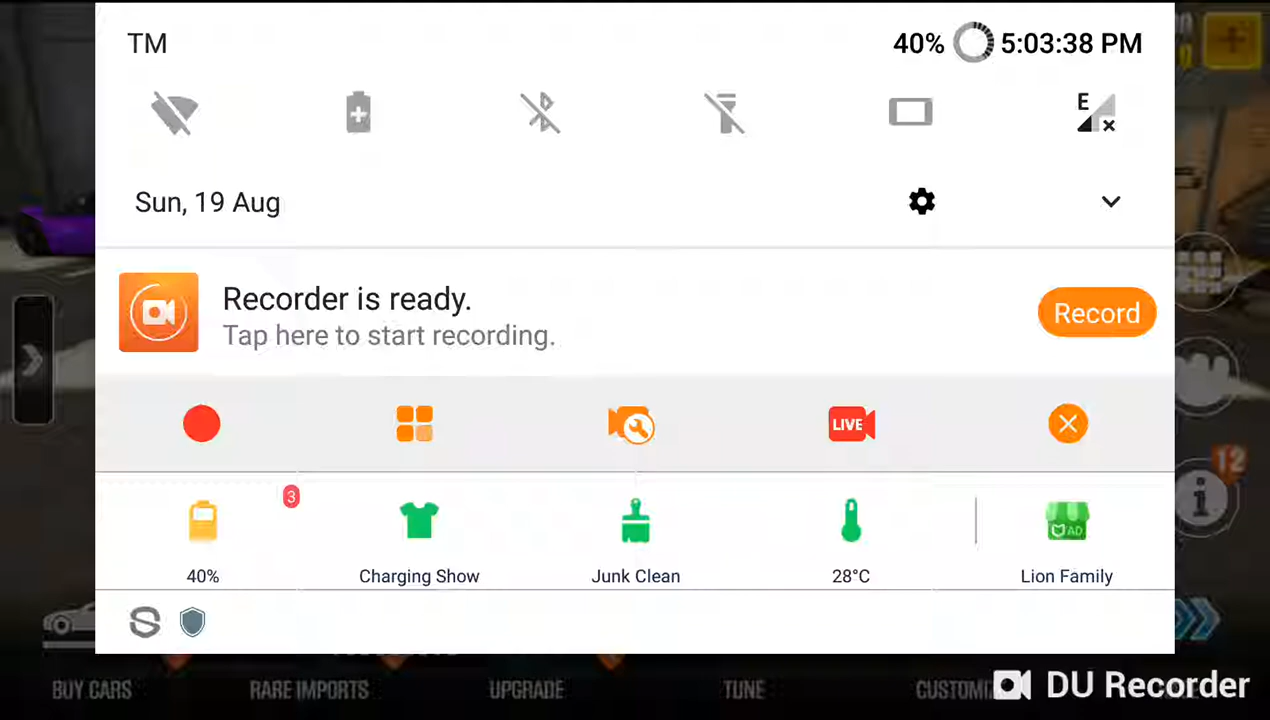 TM
40%
5:03:38 PM
E
Sun, 19 Aug
Recorder is ready.
Tap here to start recording.
Record
LIVE
3
40%
Charging Show
Junk Clean
28°C
AD
Lion Family
12
BUY CARS
RARE IMPORTS
UPGRADE
TUNE
DU Recorder